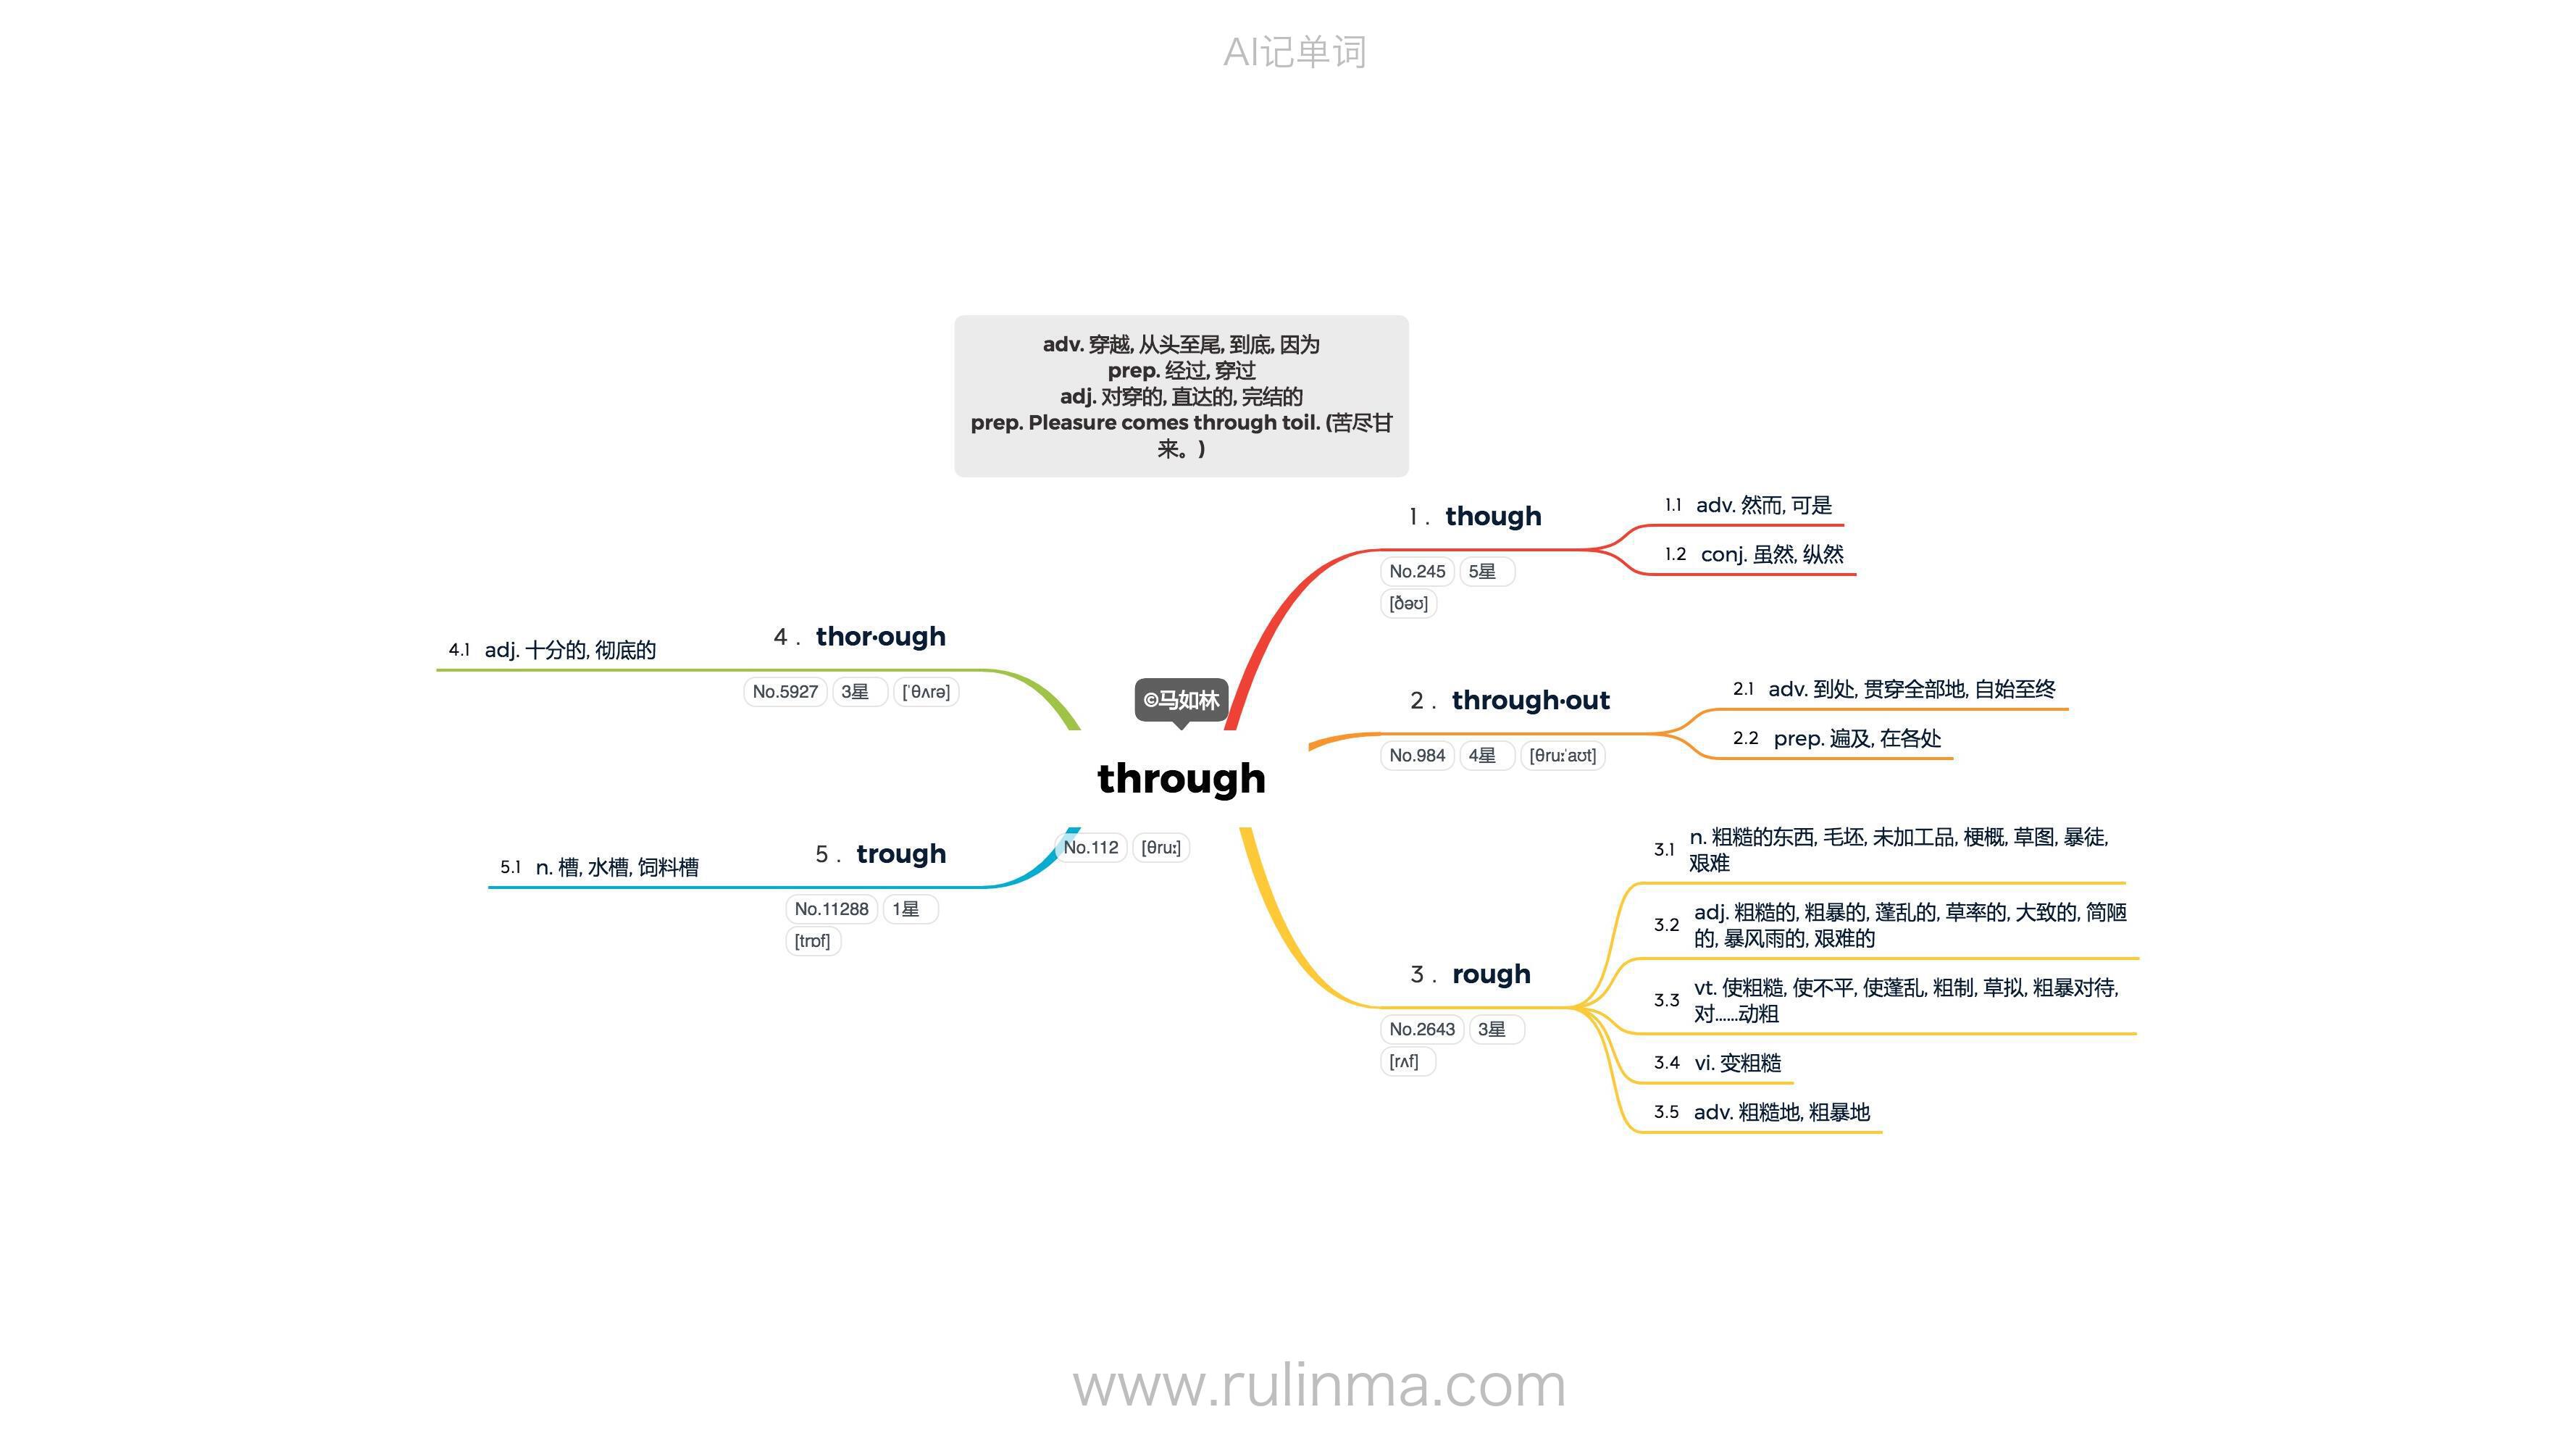 AI记单词
adv. 穿越, 从头至尾, 到底, 因为
prep. 经过, 穿过
adj. 对穿的, 直达的, 完结的
prep. Pleasure comes through toil. (苦尽甘
来。)
©马如林
through
No.112 [θruː]
1 . though
No.245 5星
[ðəʊ]
1.1 adv. 然而, 可是
1.2 conj. 虽然, 纵然
2 . through·out
No.984 4星 [θruːˈaʊt]
2.1 adv. 到处, 贯穿全部地, 自始至终
2.2 prep. 遍及, 在各处
3 . rough
No.2643 3星
[rʌf]
3.1 n. 粗糙的东西, 毛坯, 未加工品, 梗概, 草图, 暴徒,
艰难
3.2 adj. 粗糙的, 粗暴的, 蓬乱的, 草率的, 大致的, 简陋
的, 暴风雨的, 艰难的
3.3 vt. 使粗糙, 使不平, 使蓬乱, 粗制, 草拟, 粗暴对待,
对……动粗
3.4 vi. 变粗糙
3.5 adv. 粗糙地, 粗暴地
4 . thor·ough
No.5927 3星 [ˈθʌrə]
4.1 adj. 十分的, 彻底的
5 . trough
No.11288 1星
[trɒf]
5.1 n. 槽, 水槽, 饲料槽
www.rulinma.com